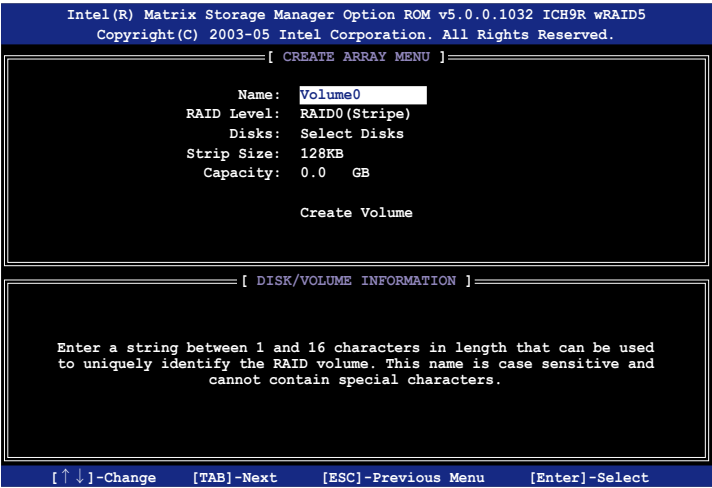 Intel(R) Matrix Storage Manager Option ROM v5.0.0.1032 ICH9R wRAID5
Copyright(C) 2003-05 Intel Corporation. All Rights Reserved.
[ CREATE ARRAY MENU ]
Name: Volume0
RAID Level: RAID0(Stripe)
Disks: Select Disks
Strip Size: 128KB
Capacity: 0.0 GB
Create Volume
[ DISK/VOLUME INFORMATION ]
Enter a string between 1 and 16 characters in length that can be used
to uniquely identify the RAID volume. This name is case sensitive and
cannot contain special characters.
[↑↓]-Change [TAB]-Next [ESC]-Previous Menu [Enter]-Select